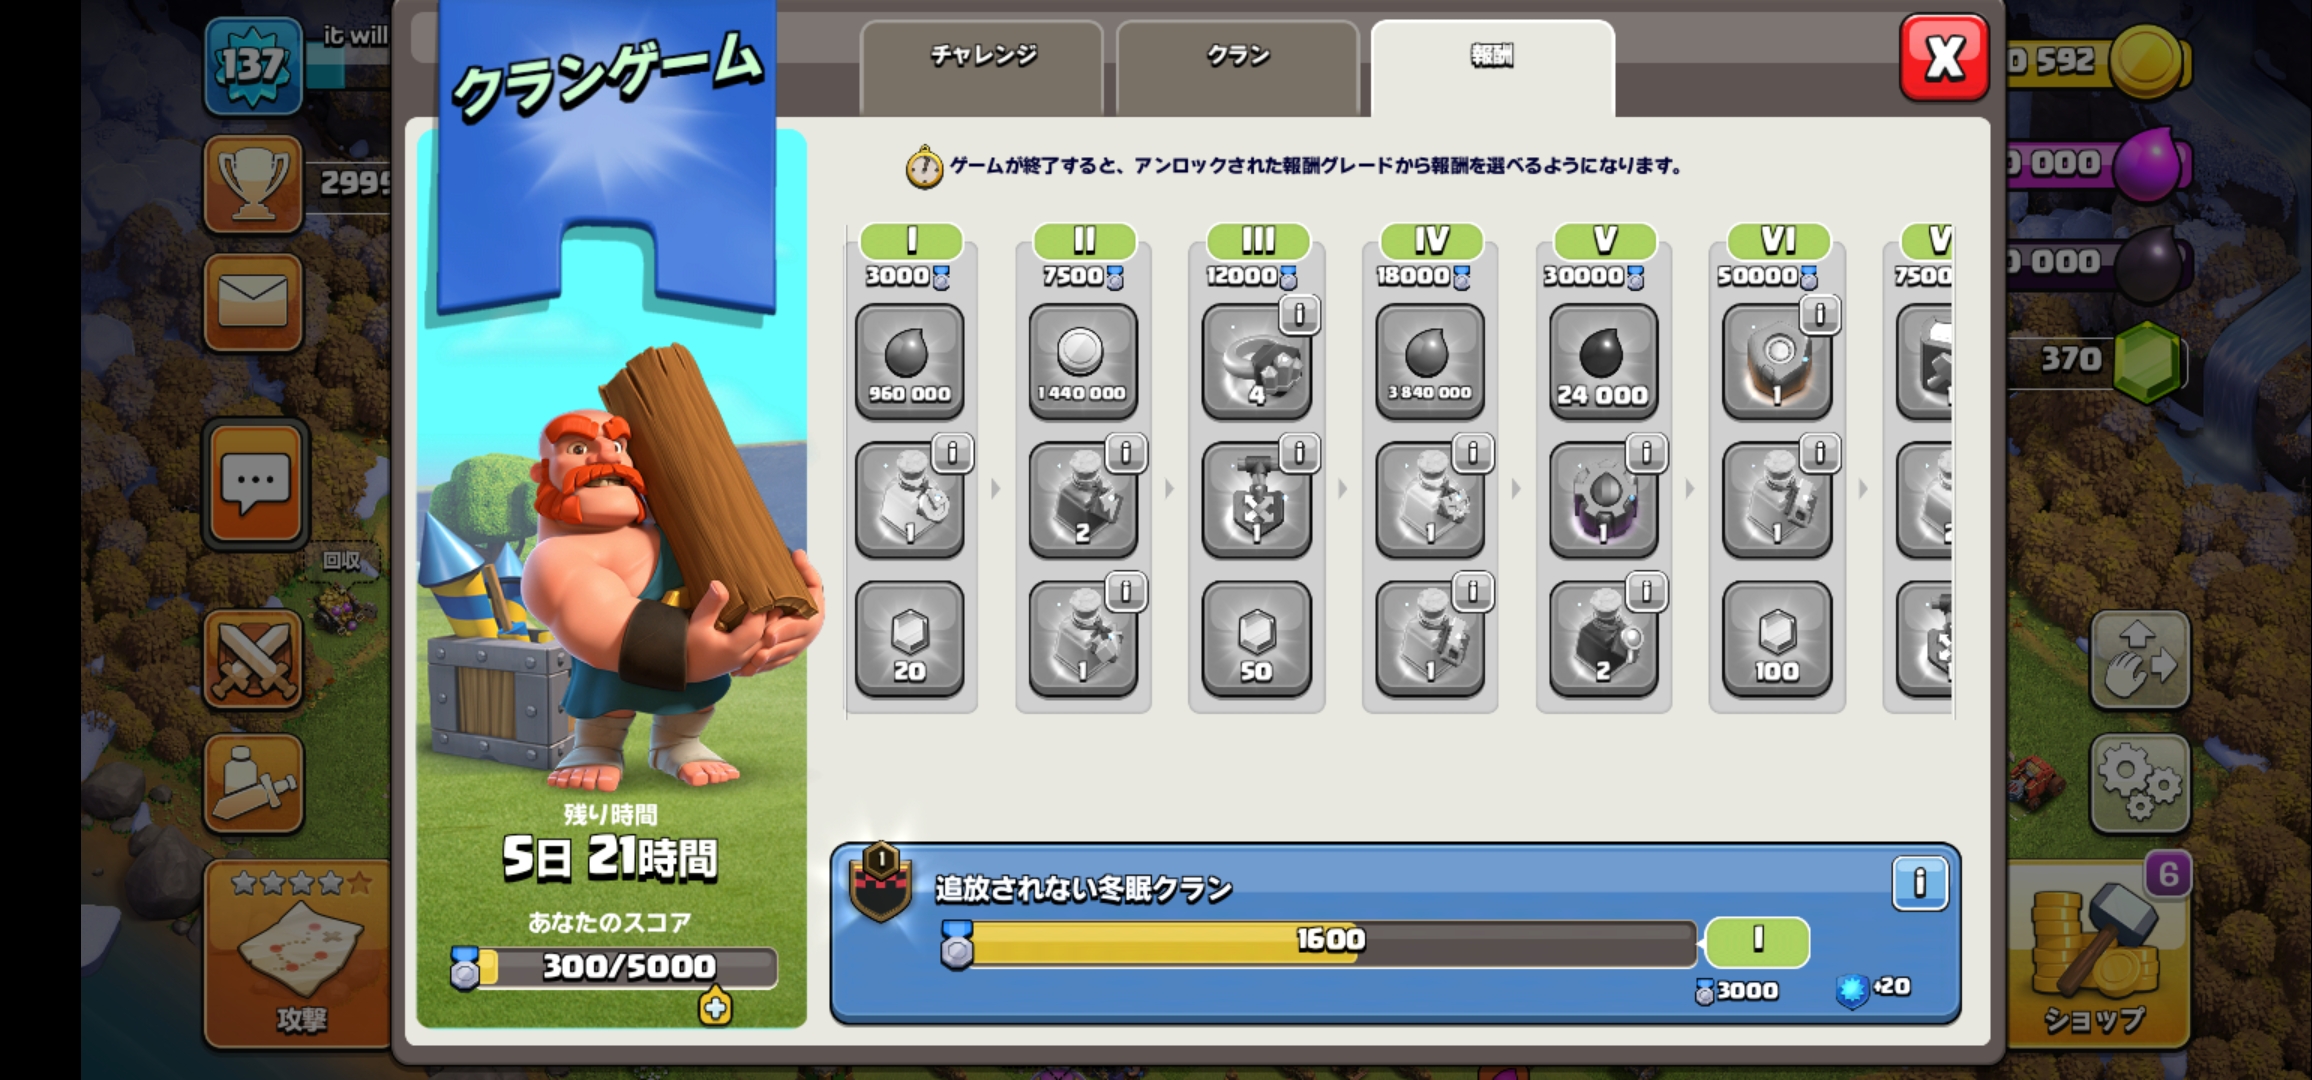 137
it will
クランゲーム
チャレンジ
クラン
報酬
X
0 592
ゲームが終了すると、アンロックされた報酬グレードから報酬を選べるようになります。
2999
0 000
I
II
III
IV
V
VI
3000
7500
12000
18000
30000
50000
7500
0 000
370
960 000
1 440 000
4
3 840 000
24 000
1
1
2
1
1
1
1
20
1
50
1
2
100
1
回収
残り時間
5日 21時間
あなたのスコア
300/5000
1
追放されない冬眠クラン
1600
I
3000
+20
攻撃
6
ショップ